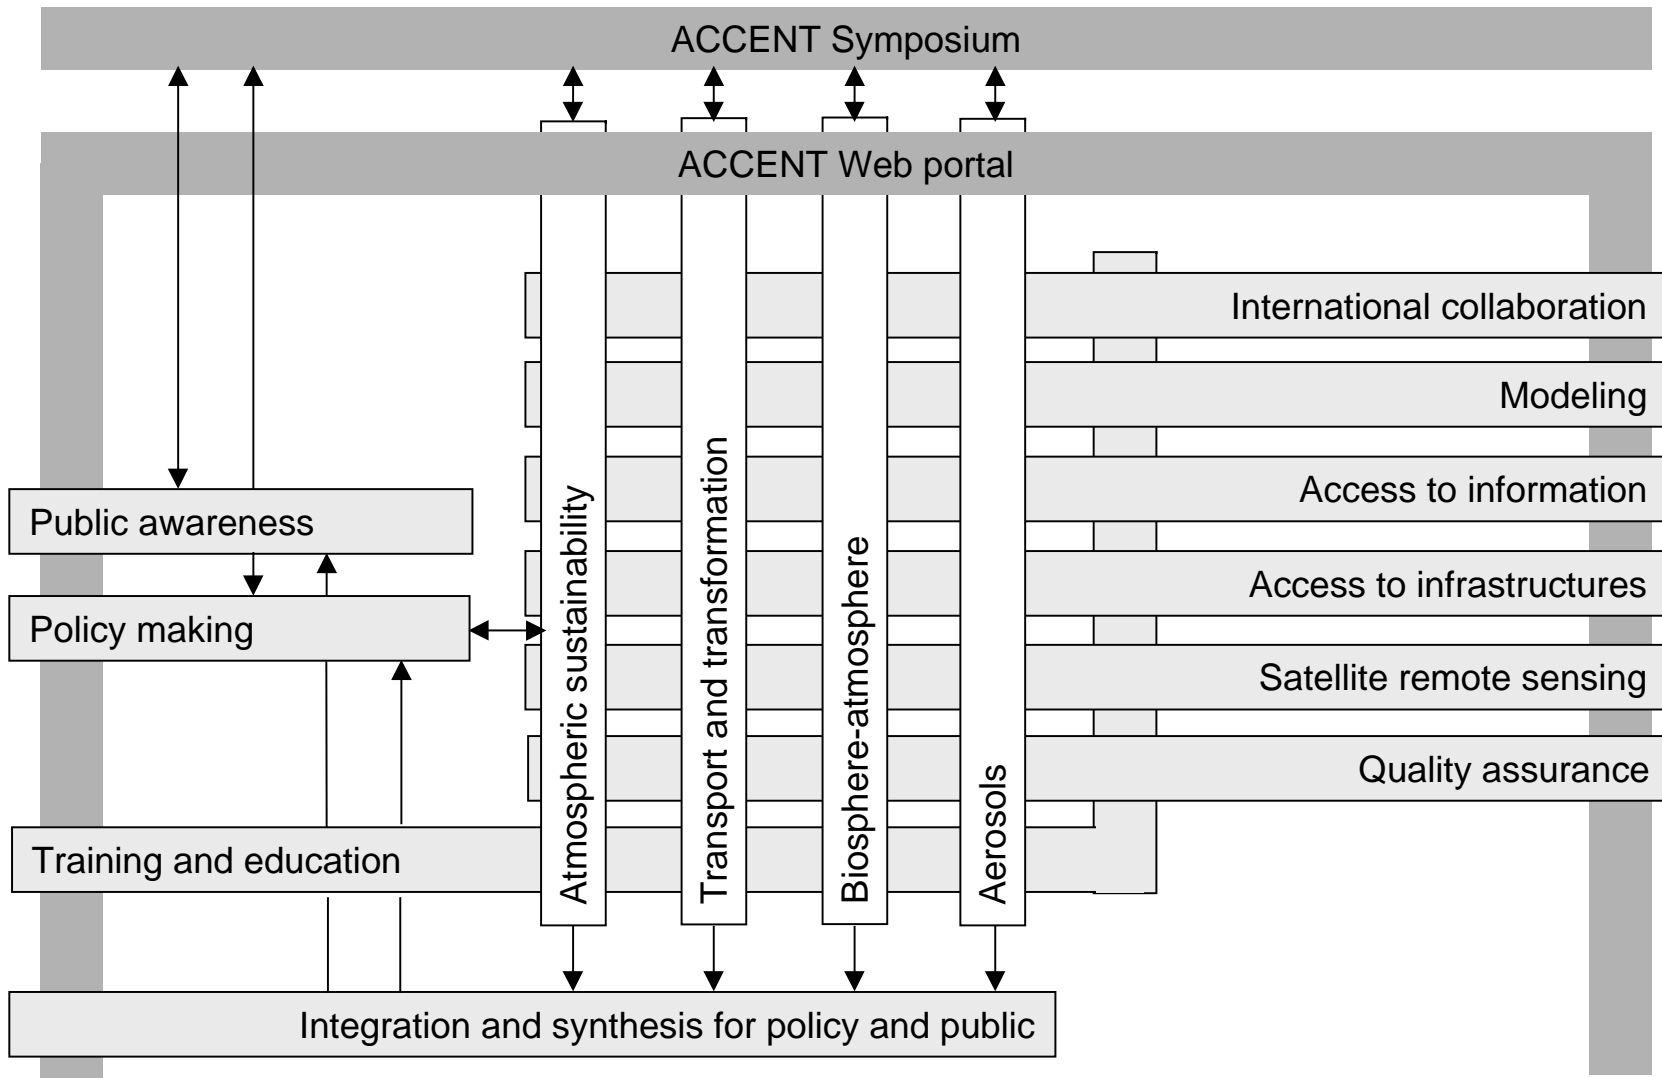 ACCENT Symposium
ACCENT Web portal
International collaboration
Modeling
Access to information
Public awareness
Access to infrastructures
Policy making
Satellite remote sensing
Quality assurance
Training and education
Atmospheric sustainability
Transport and transformation
Biosphere-atmosphere
Aerosols
Integration and synthesis for policy and public